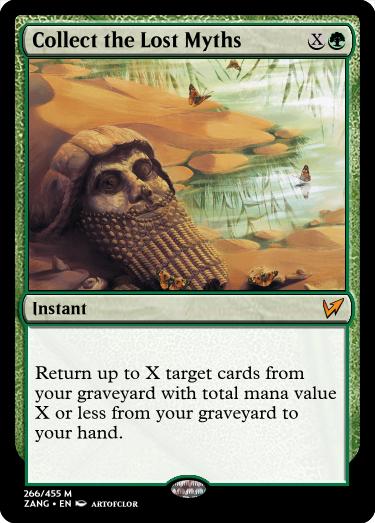 Collect the Lost Myths X
Instant
Return up to X target cards from
your graveyard with total mana value
X or less from your graveyard to
your hand.
266/455 M
ZANG • EN ARTOFCLOR